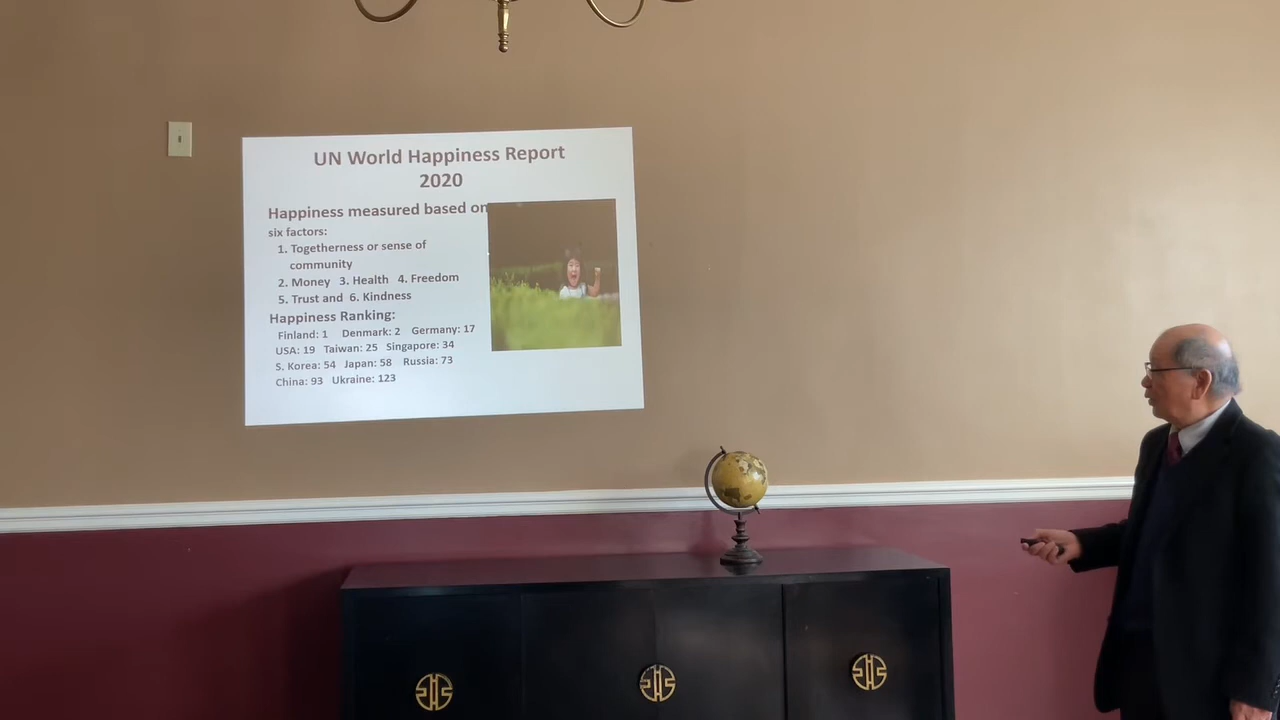 UN World Happiness Report
2020
Happiness measured based on
six factors:
1. Togetherness or sense of
community
2. Money 3. Health 4. Freedom
5. Trust and 6. Kindness
Happiness Ranking:
Finland: 1 Denmark: 2 Germany: 17
USA: 19 Taiwan: 25 Singapore: 34
S. Korea: 54 Japan: 58 Russia: 73
China: 93 Ukraine: 123